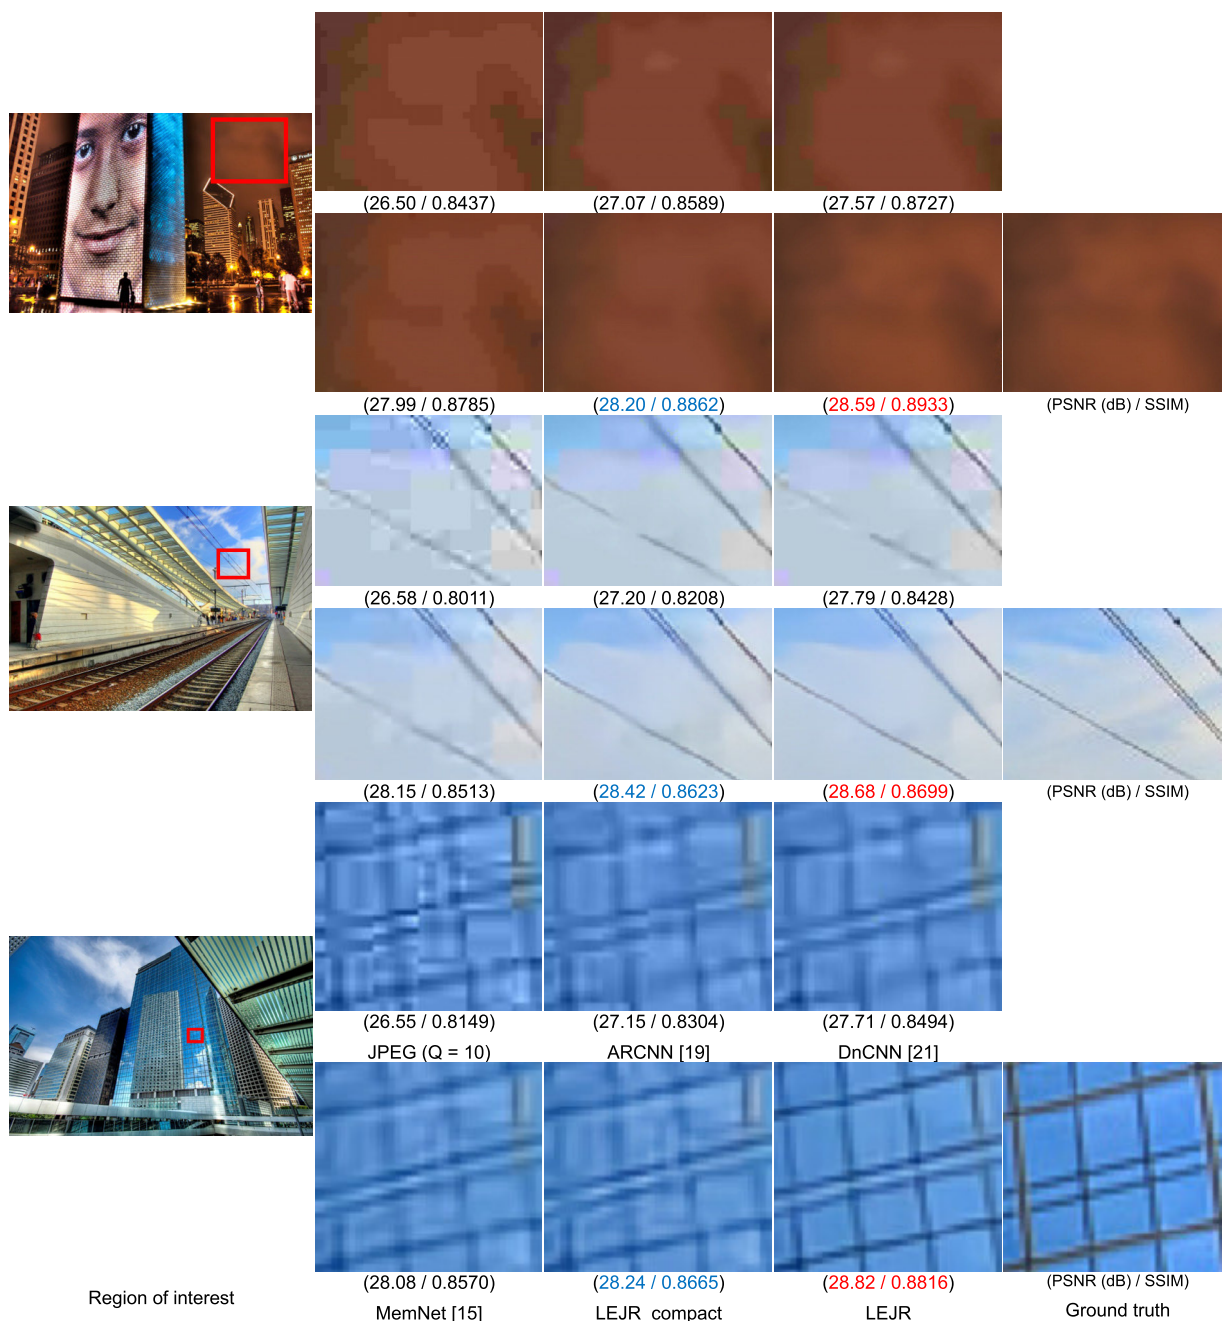 (26.50 / 0.8437) (27.07 / 0.8589) (27.57 / 0.8727)
(27.99 / 0.8785) (28.20 / 0.8862) (28.59 / 0.8933) (PSNR (dB) / SSIM)
(26.58 / 0.8011) (27.20 / 0.8208) (27.79 / 0.8428)
(28.15 / 0.8513) (28.42 / 0.8623) (28.68 / 0.8699) (PSNR (dB) / SSIM)
(26.55 / 0.8149) (27.15 / 0.8304) (27.71 / 0.8494)
JPEG (Q = 10) ARCNN [19] DnCNN [21]
(28.08 / 0.8570) (28.24 / 0.8665) (28.82 / 0.8816) (PSNR (dB) / SSIM)
Region of interest MemNet [15] LEJR_compact LEJR Ground truth